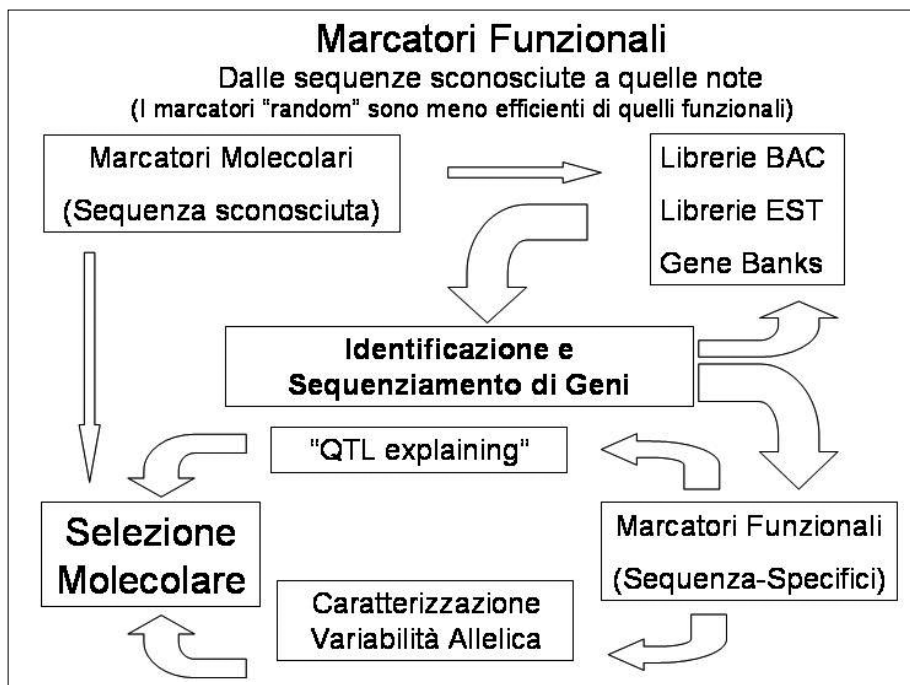 Marcatori Funzionali
Dalle sequenze sconosciute a quelle note
(I marcatori "random" sono meno efficienti di quelli funzionali)
Marcatori Molecolari
(Sequenza sconosciuta)
Librerie BAC
Librerie EST
Gene Banks
Identificazione e
Sequenziamento di Geni
"QTL explaining"
Selezione
Molecolare
Marcatori Funzionali
(Sequenza-Specifici)
Caratterizzazione
Variabilità Allelica